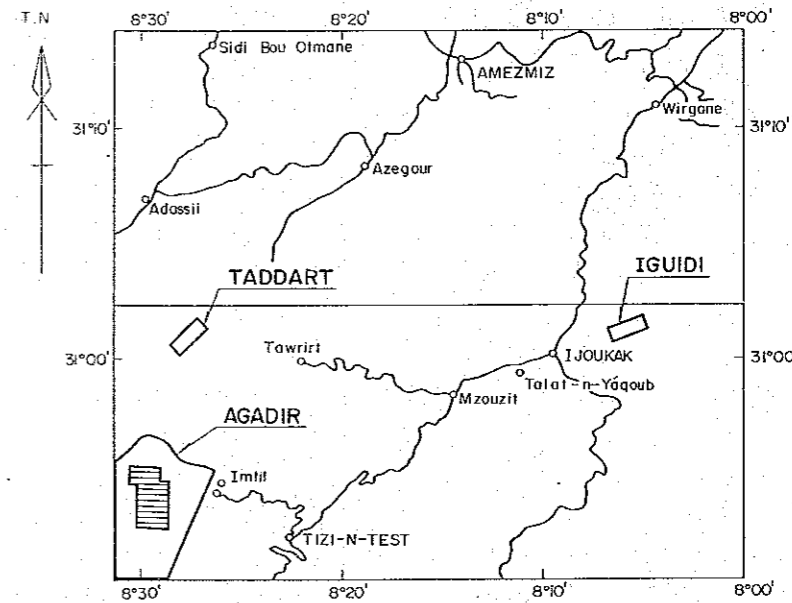 T.N
8°30' 8°20' 8°10' 8°00'
Sidi Bou Otmane
AMEZMIZ
Wirgane
31°10' 31°10'
Azegour
Adassil
TADDART
IGUIDI
Tawrirt
IJOUKAK
31°00' 31°00'
Talat-n-Yaqoub
Mzouzit
AGADIR
Imtil
TIZI-N-TEST
8°30' 8°20' 8°10' 8°00'